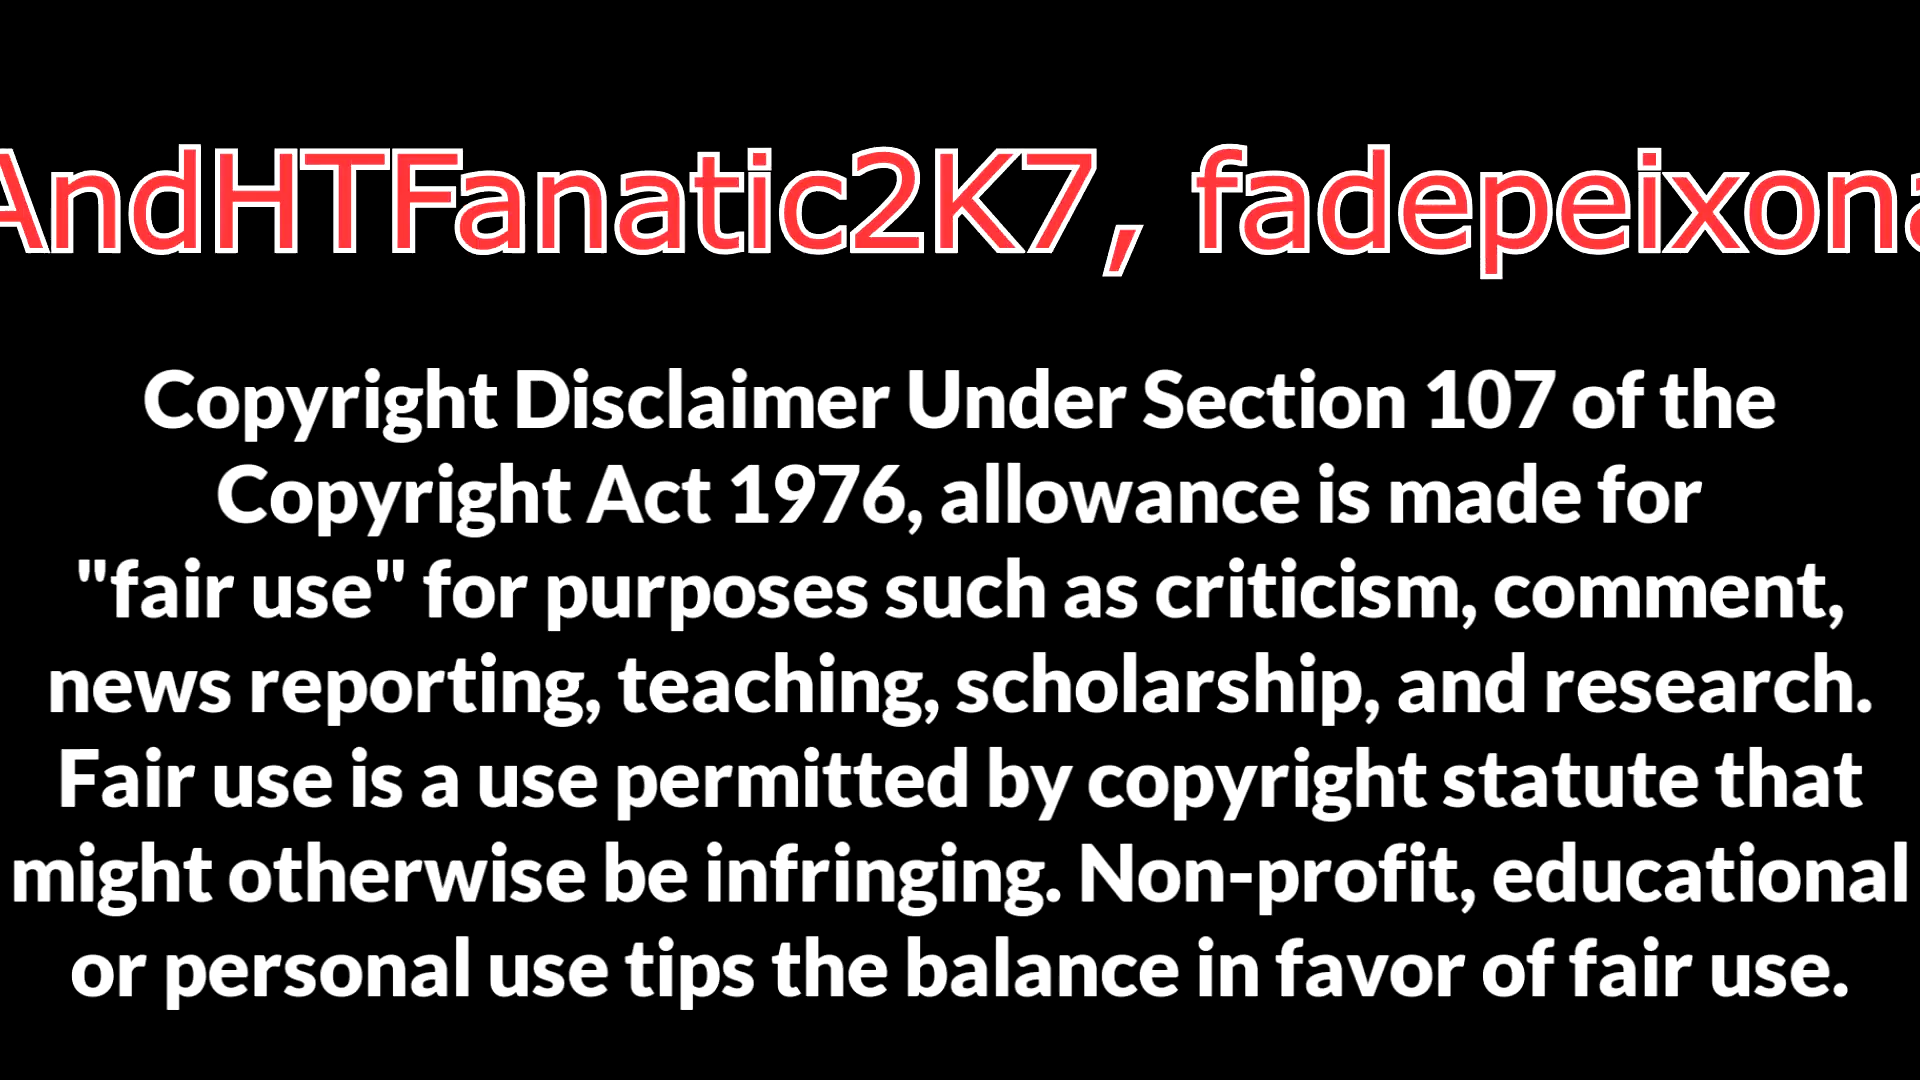 AndHTFanatic2K7, fadepeixona
Copyright Disclaimer Under Section 107 of the
Copyright Act 1976, allowance is made for
"fair use" for purposes such as criticism, comment,
news reporting, teaching, scholarship, and research.
Fair use is a use permitted by copyright statute that
might otherwise be infringing. Non-profit, educational
or personal use tips the balance in favor of fair use.